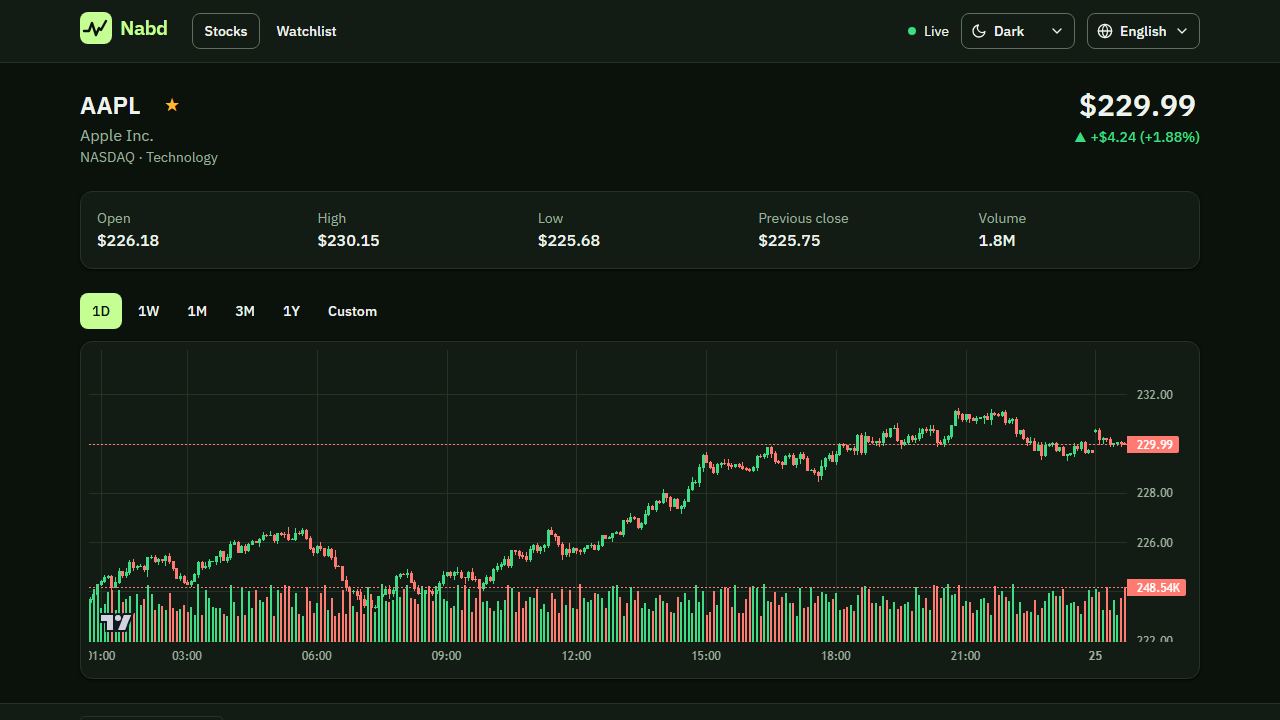 Nabd
Stocks
Watchlist
Live
Dark
English
AAPL ★
$229.99
Apple Inc.
▲ +$4.24 (+1.88%)
NASDAQ · Technology
Open
High
Low
Previous close
Volume
$226.18
$230.15
$225.68
$225.75
1.8M
1D
1W
1M
3M
1Y
Custom
232.00
229.99
228.00
226.00
248.54K
222.00
01:00
03:00
06:00
09:00
12:00
15:00
18:00
21:00
25